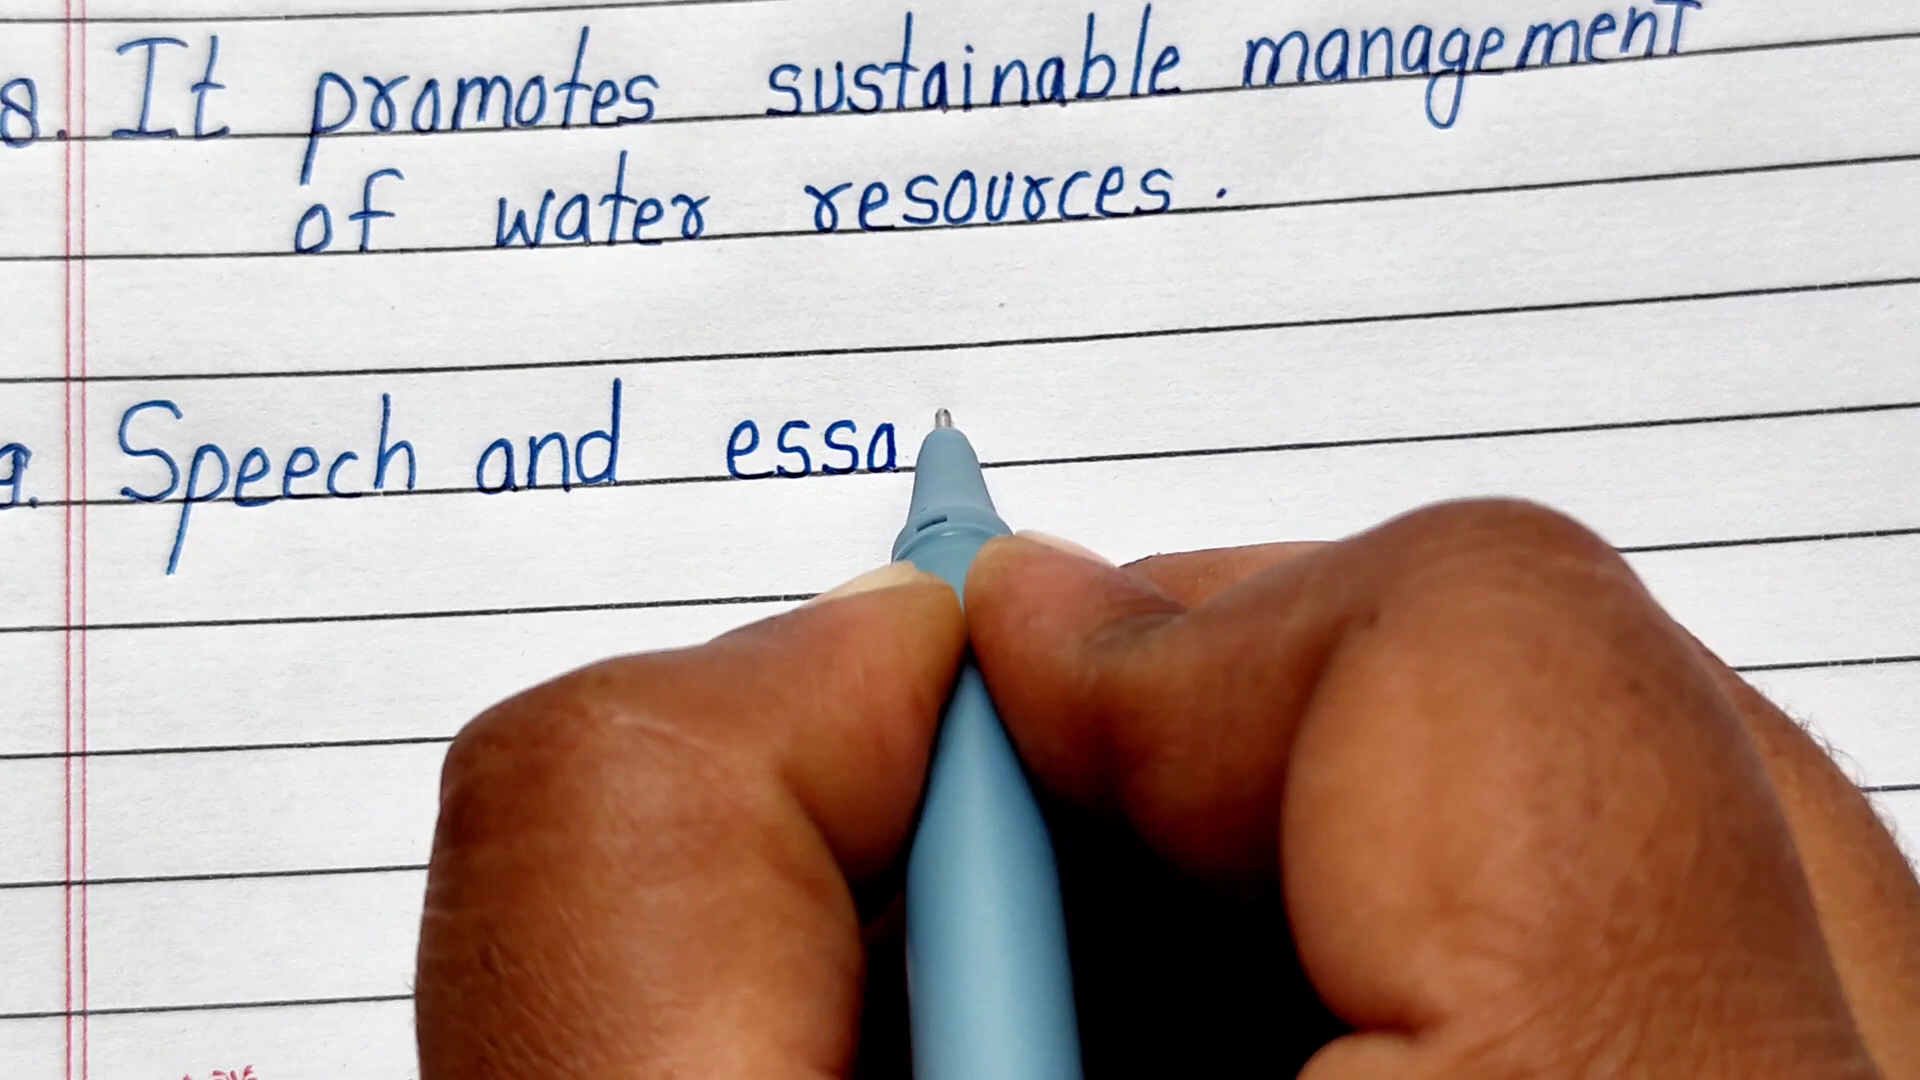 8. It promotes sustainable management
of water resources.
9. Speech and essa